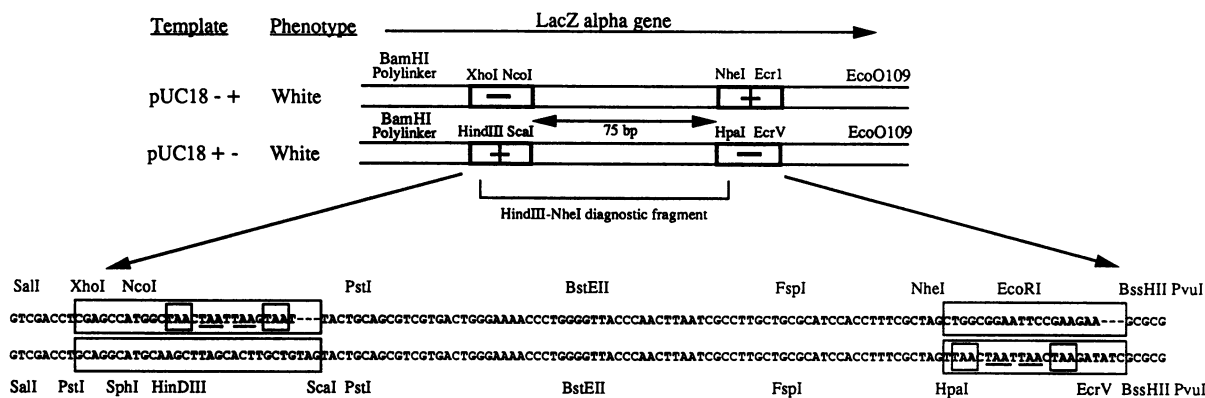 Template Phenotype LacZ alpha gene
BamHI
Polylinker XhoI NcoI NheI Ecr1 EcoO109
pUC18 - + White − +
BamHI
Polylinker HindIII ScaI 75 bp HpaI EcrV EcoO109
pUC18 + - White + −
HindIII-NheI diagnostic fragment
SalI XhoI NcoI PstI BstEII FspI NheI EcoRI BssHII PvuI
GTCGACCTCGAGCCATGGCTAACTAATTAAGTAAT---TACTGCAGCGTCGTGACTGGGAAAACCCTGGGGTTACCCAACTTAATCGCCTTGCTGCGCATCCACCTTTCGCTAGCTGGCGGAATTCCGAAGAA---GCGCG
GTCGACCTGCAGGCATGCAAGCTTAGCACTTGCTGTAGTACTGCAGCGTCGTGACTGGGAAAACCCTGGGGTTACCCAACTTAATCGCCTTGCTGCGCATCCACCTTTCGCTAGTTAACTAATTAACTAAGATATCGCGCG
SalI PstI SphI HinDIII ScaI PstI BstEII FspI HpaI EcrV BssHII PvuI